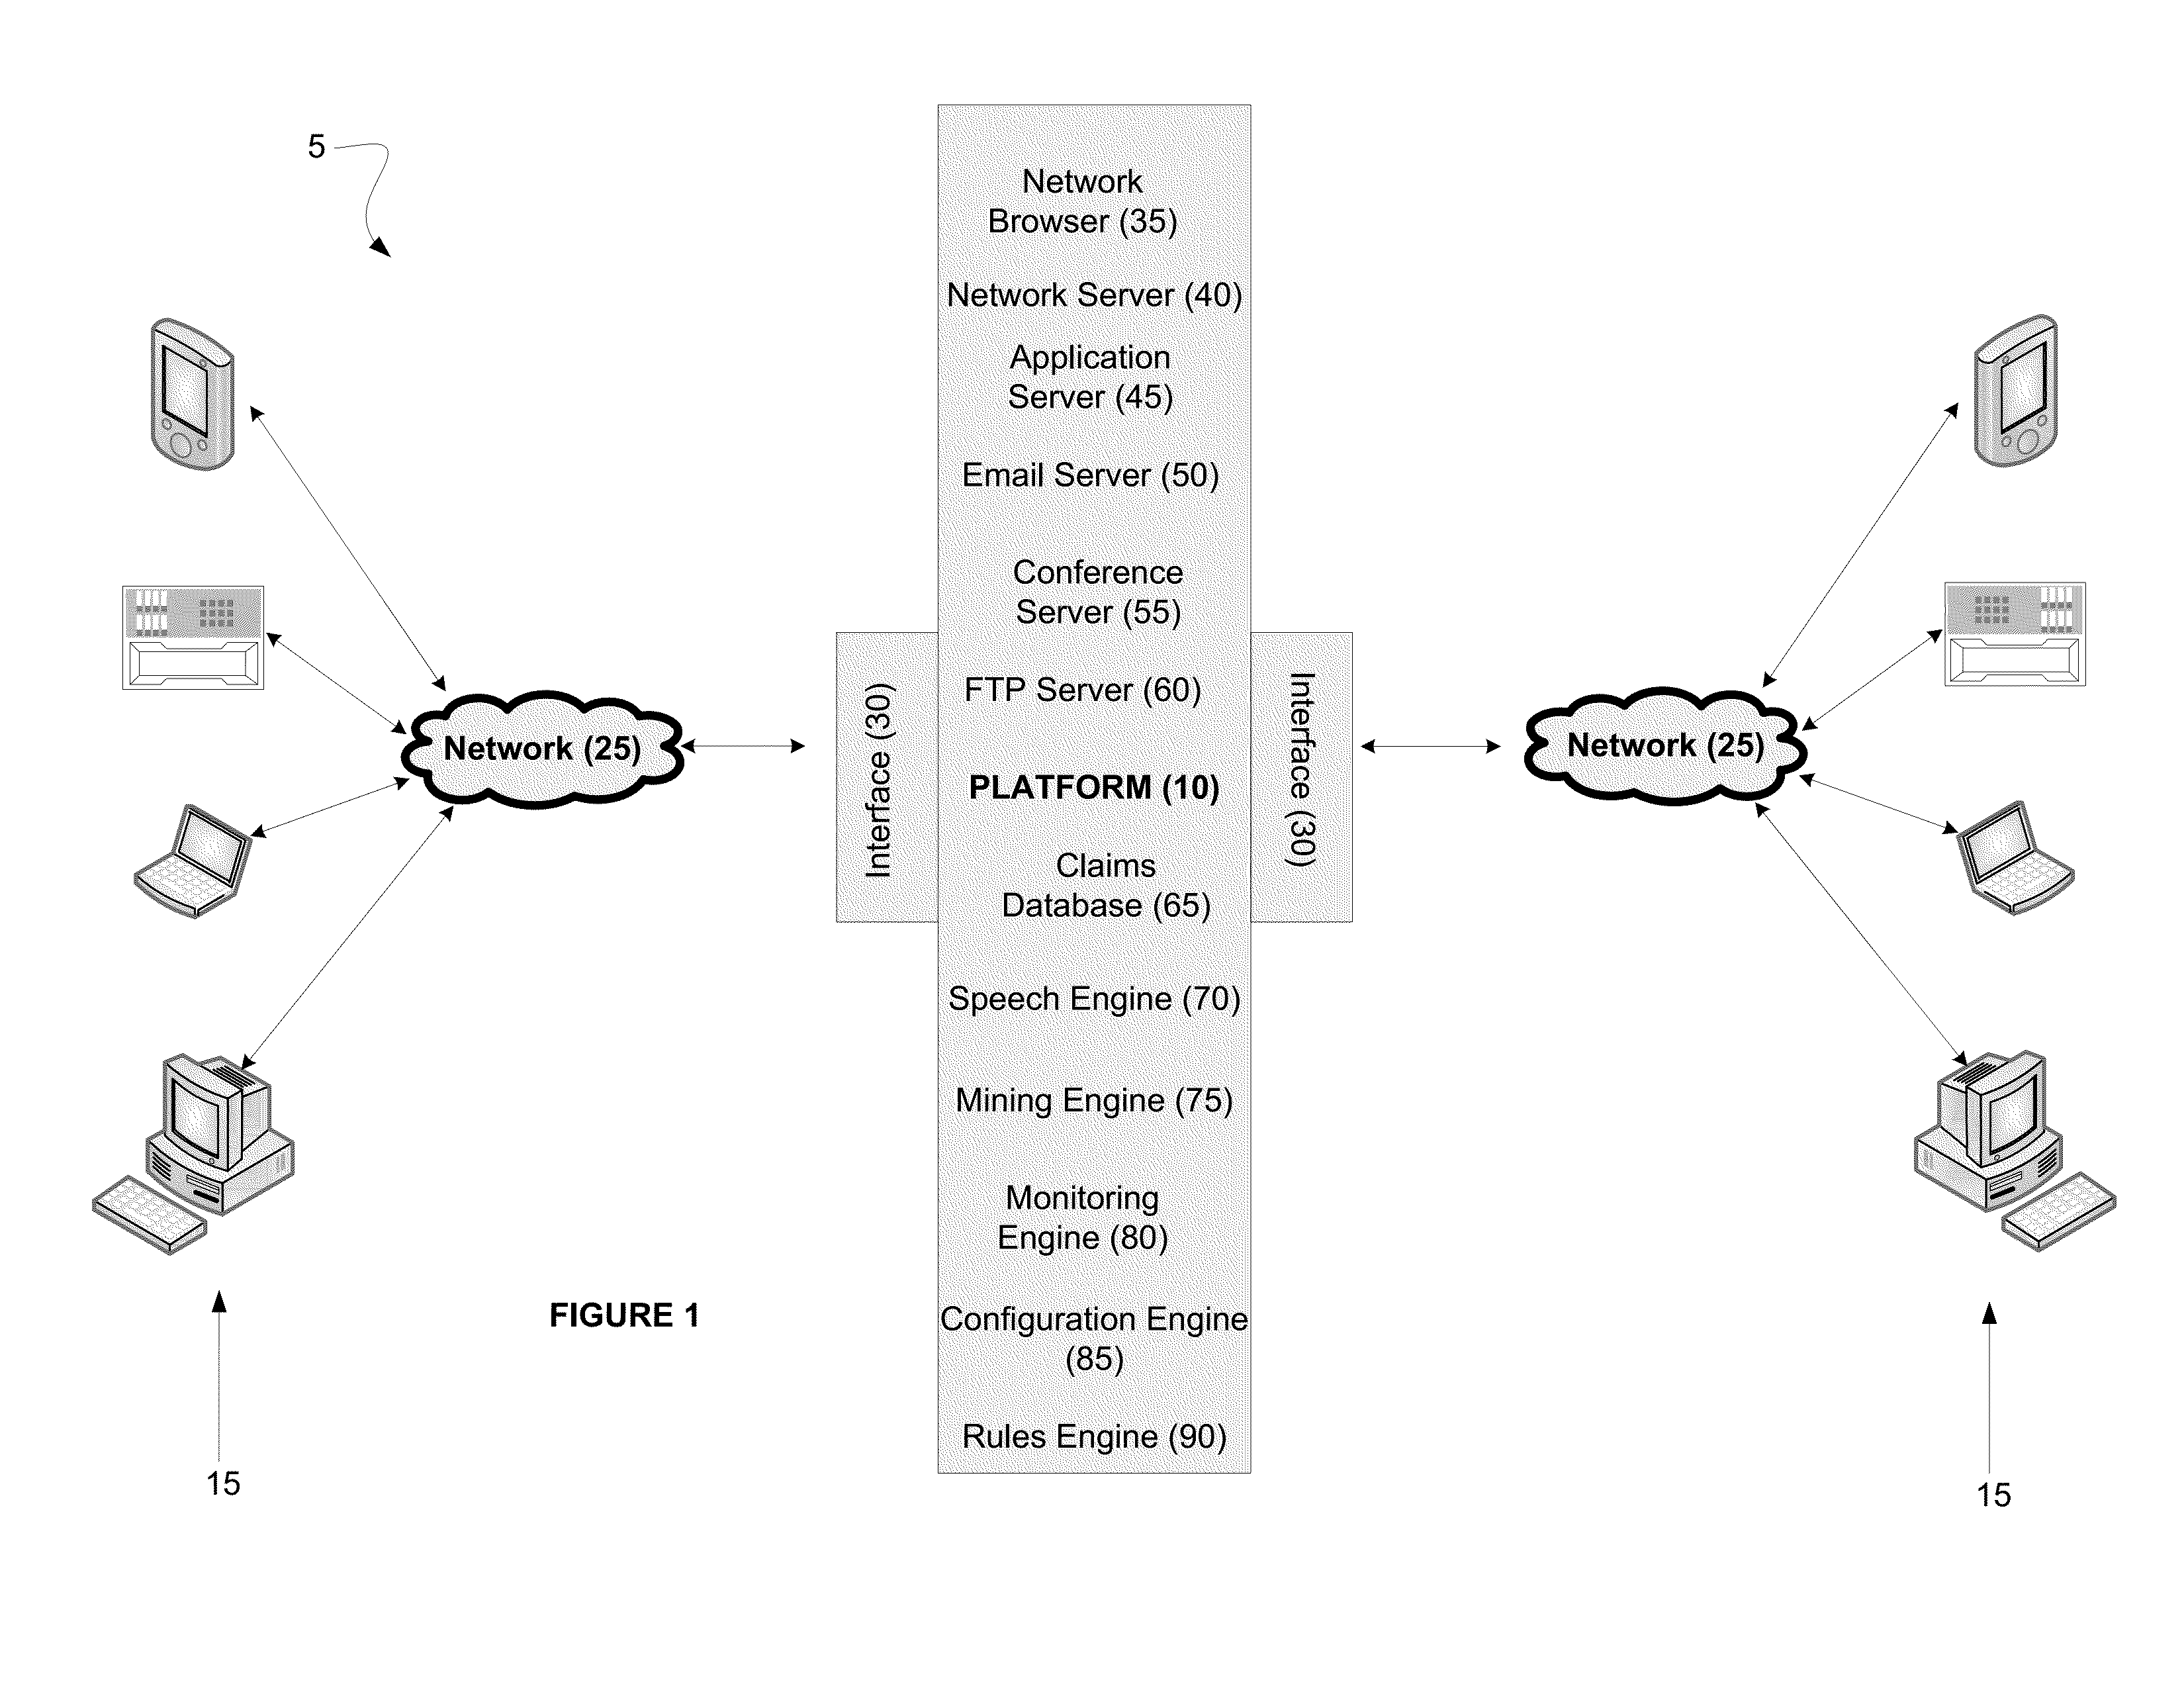 5
Network
Browser (35)
Network Server (40)
Application
Server (45)
Email Server (50)
Conference
Server (55)
FTP Server (60)
Interface (30)
Network (25)
PLATFORM (10)
Interface (30)
Network (25)
Claims
Database (65)
Speech Engine (70)
Mining Engine (75)
Monitoring
Engine (80)
Configuration Engine
(85)
Rules Engine (90)
FIGURE 1
15
15